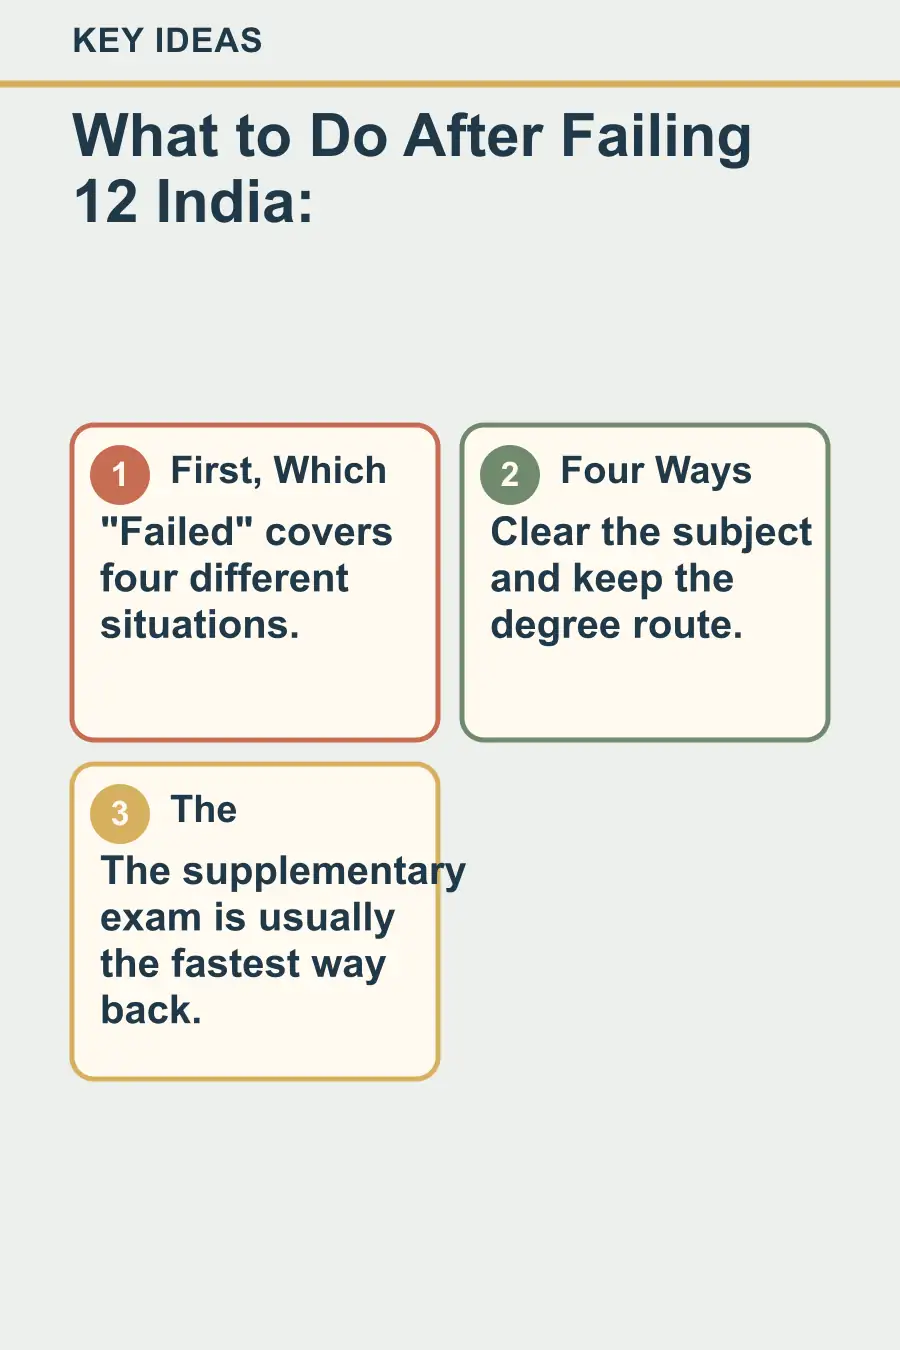 KEY IDEAS
What to Do After Failing
12 India:
1 First, Which
"Failed" covers
four different
situations.
2 Four Ways
Clear the subject
and keep the
degree route.
3 The
The supplementary
exam is usually
the fastest way
back.